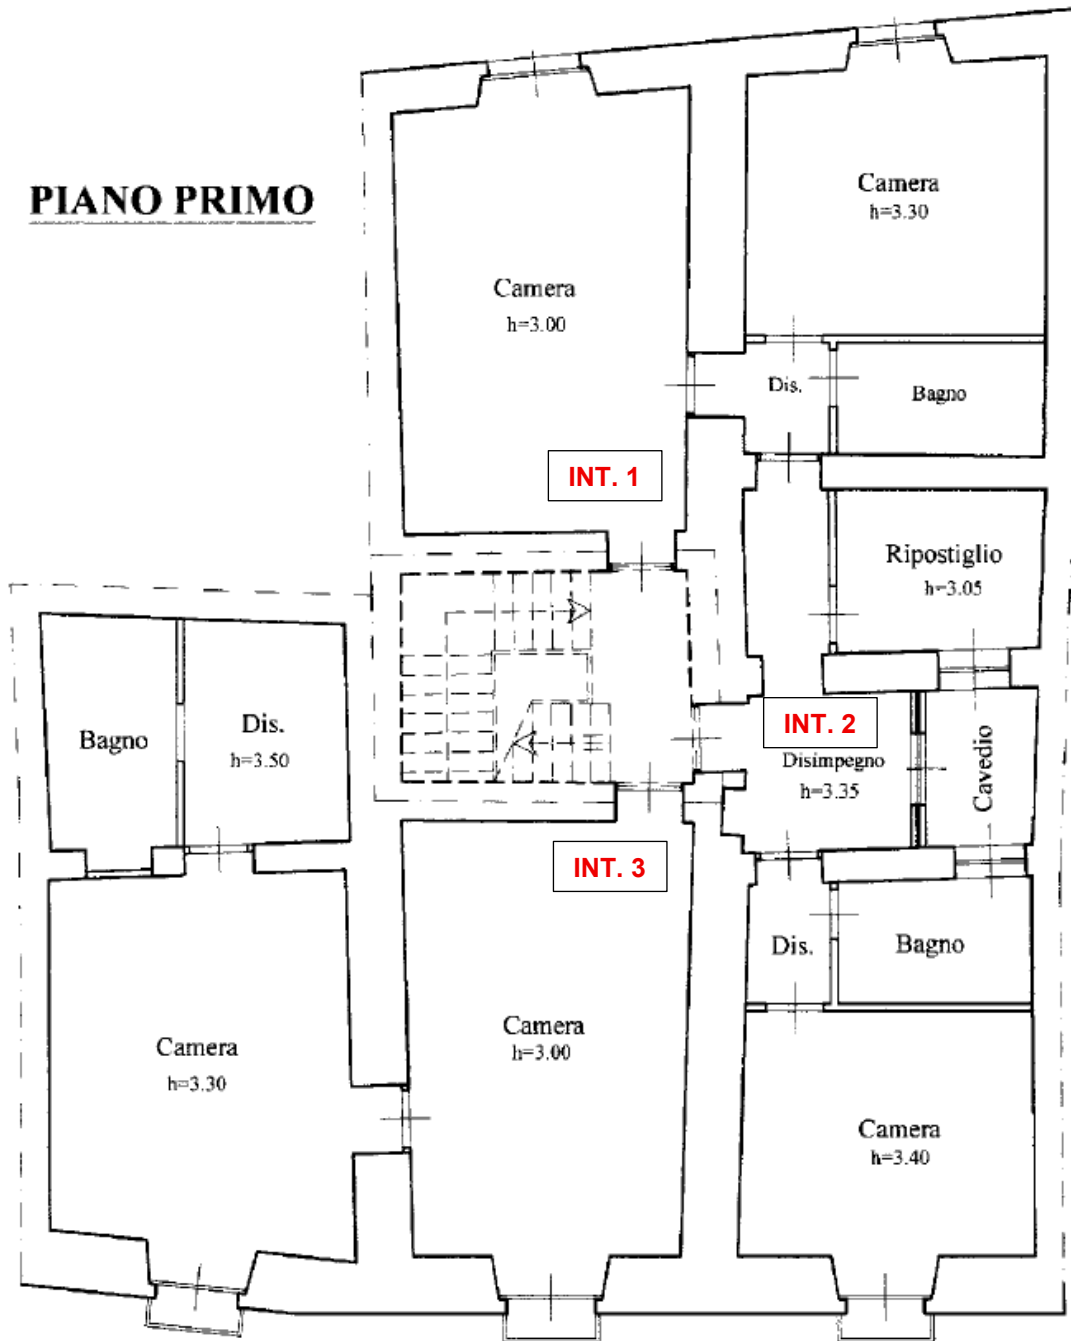 PIANO PRIMO
Camera
h=3.30
Camera
h=3.00
Dis.
Bagno
INT. 1
Ripostiglio
h=3.05
Bagno
Dis.
h=3.50
INT. 2
Disimpegno
h=3.35
Cavedio
INT. 3
Dis.
Bagno
Camera
h=3.30
Camera
h=3.00
Camera
h=3.40